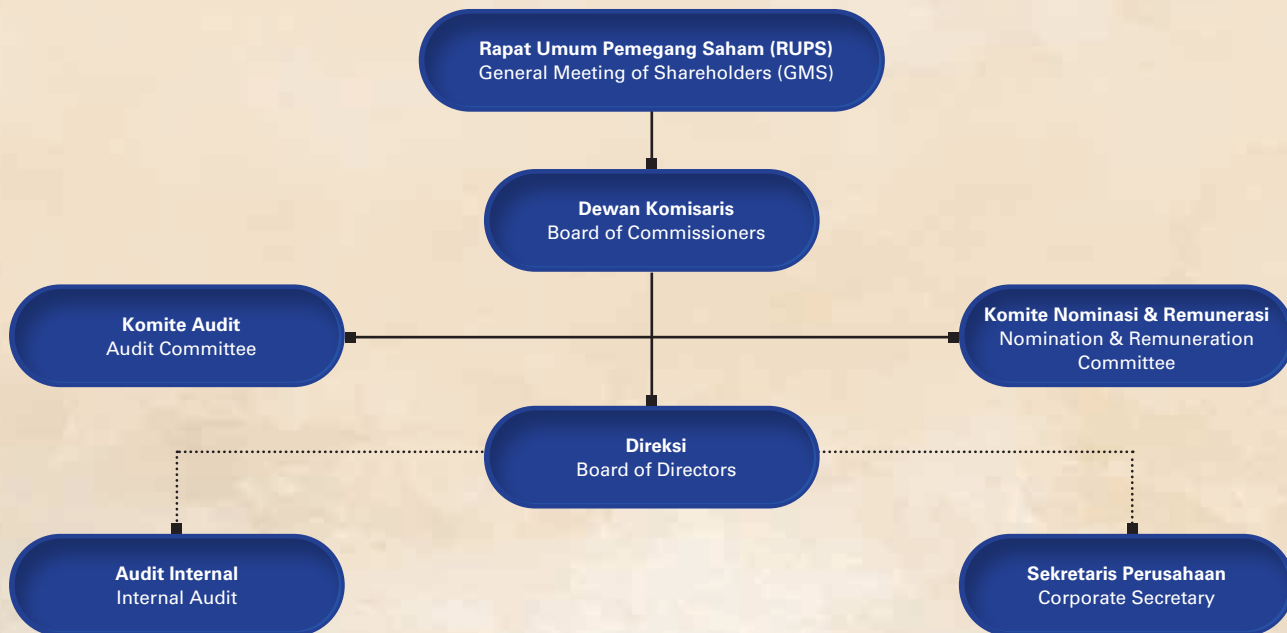 Rapat Umum Pemegang Saham (RUPS)
General Meeting of Shareholders (GMS)
Dewan Komisaris
Board of Commissioners
Komite Audit
Audit Committee
Komite Nominasi & Remunerasi
Nomination & Remuneration
Committee
Direksi
Board of Directors
Audit Internal
Internal Audit
Sekretaris Perusahaan
Corporate Secretary